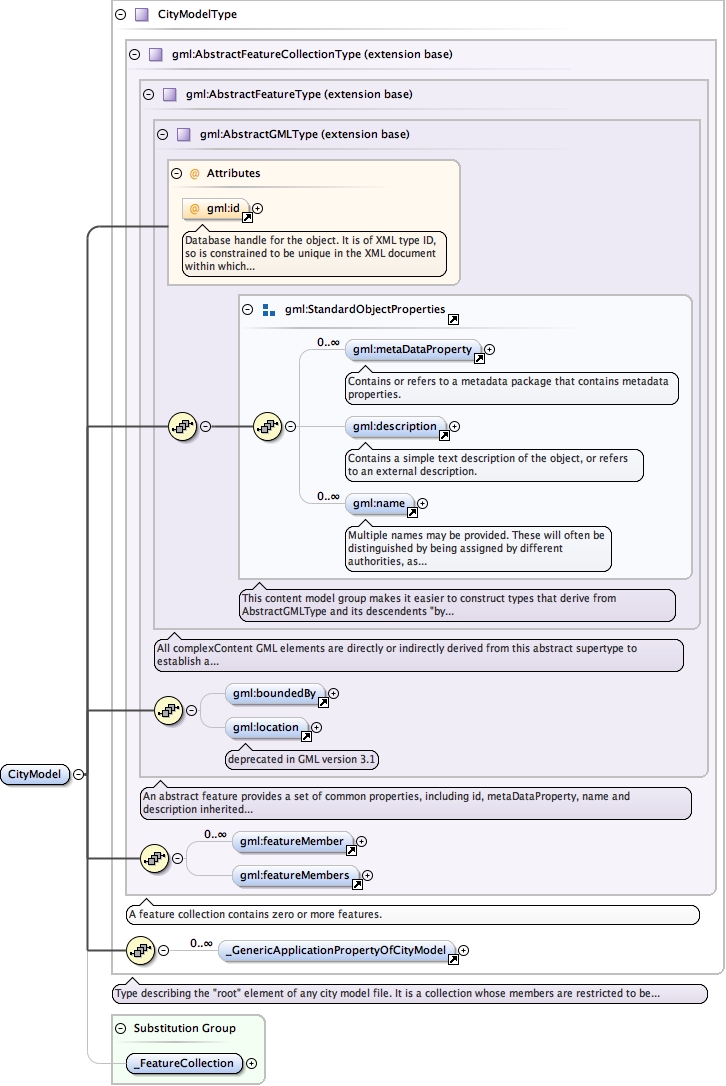 CityModelType
gml:AbstractFeatureCollectionType (extension base)
gml:AbstractFeatureType (extension base)
gml:AbstractGMLType (extension base)
@ Attributes
@ gml:id
Database handle for the object. It is of XML type ID,
so is constrained to be unique in the XML document
within which...
gml:StandardObjectProperties
0..∞
gml:metaDataProperty
Contains or refers to a metadata package that contains metadata
properties.
gml:description
Contains a simple text description of the object, or refers
to an external description.
0..∞
gml:name
Multiple names may be provided. These will often be
distinguished by being assigned by different
authorities, as...
This content model group makes it easier to construct types that derive from
AbstractGMLType and its descendents "by...
All complexContent GML elements are directly or indirectly derived from this abstract supertype to
establish a...
gml:boundedBy
gml:location
deprecated in GML version 3.1
CityModel
An abstract feature provides a set of common properties, including id, metaDataProperty, name and
description inherited...
0..∞
gml:featureMember
gml:featureMembers
A feature collection contains zero or more features.
0..∞
_GenericApplicationPropertyOfCityModel
Type describing the "root" element of any city model file. It is a collection whose members are restricted to be...
Substitution Group
_FeatureCollection